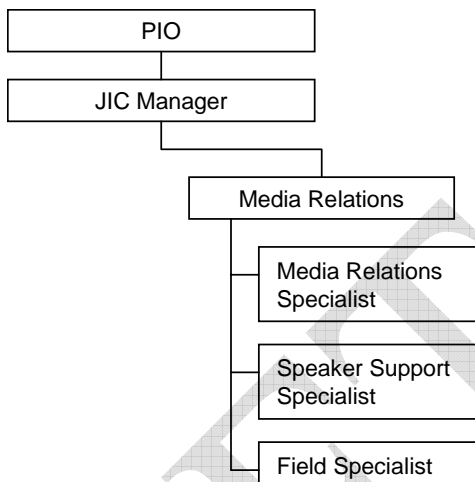 PIO
JIC Manager
Media Relations
Media Relations
Specialist
Speaker Support
Specialist
Field Specialist